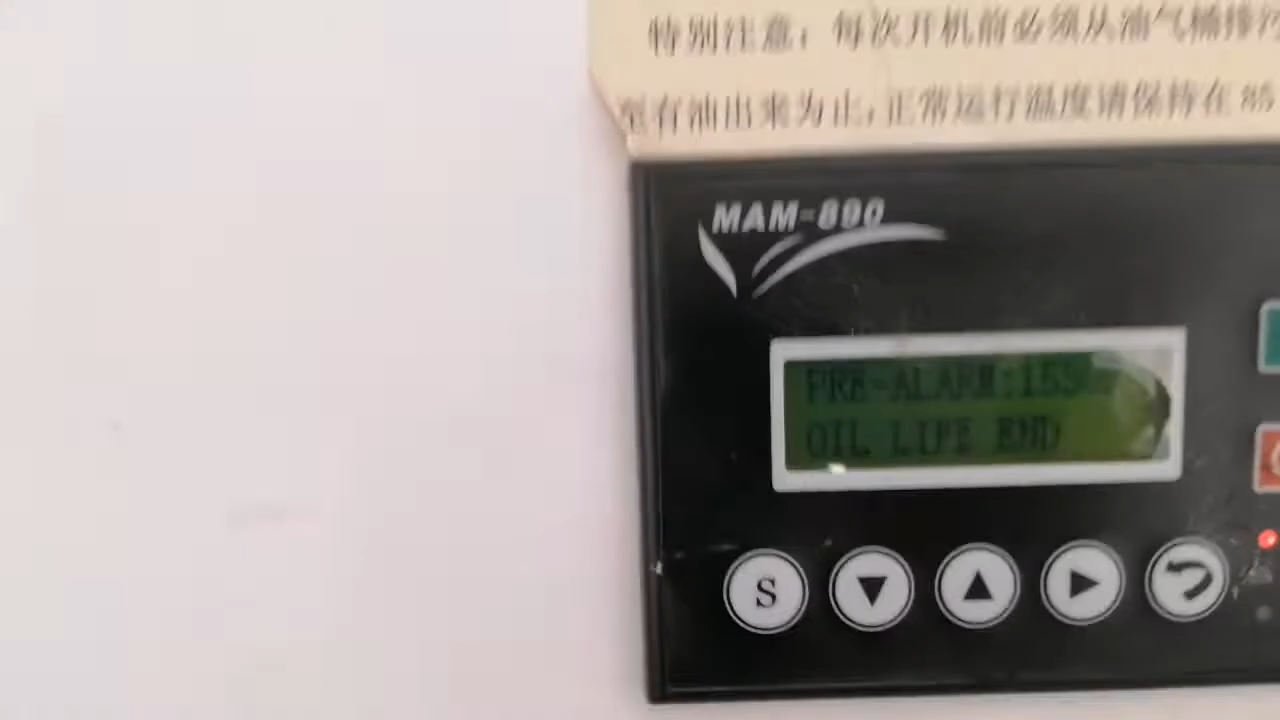 特别注意：每次开机前必须从油气桶排污
至有油出来为止，正常运行温度请保持在 85
MAM-890
PRE-ALARM:
OIL LIFE END
S